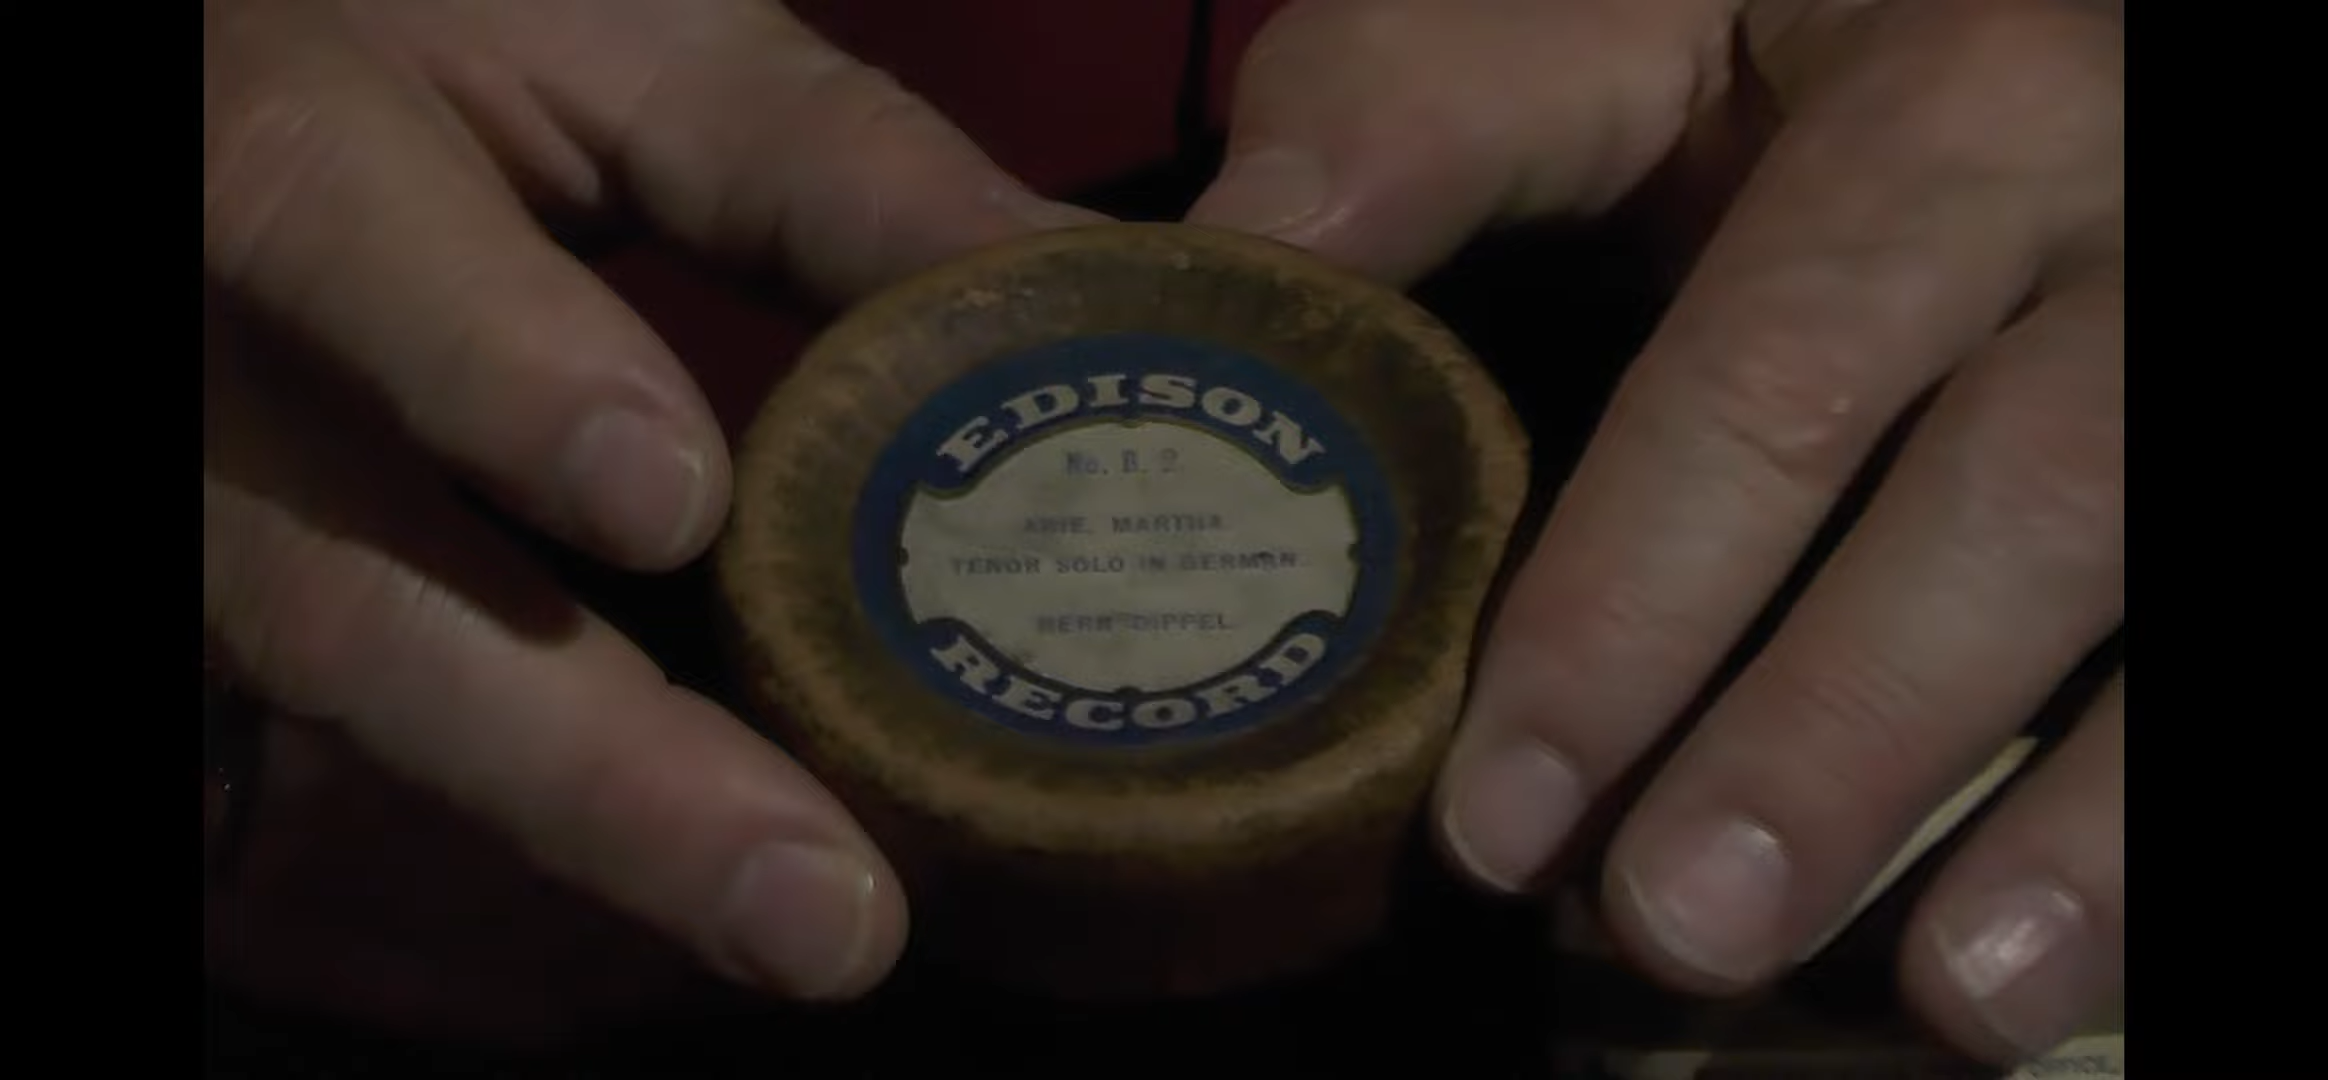 EDISON
No. B. 2.
ARIE, MARTHA
TENOR SOLO IN GERMAN.
HERR DIPPEL
RECORD